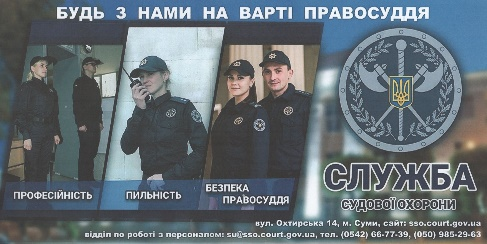 БУДЬ З НАМИ НА ВАРТІ ПРАВОСУДДЯ
ПРОФЕСІЙНІСТЬ
ПИЛЬНІСТЬ
БЕЗПЕКА
ПРАВОСУДДЯ
СЛУЖБА
СУДОВОЇ ОХОРОНИ
вул. Охтирська 14, м. Суми, сайт: sso.court.gov.ua
відділ по роботі з персоналом: su@sso.court.gov.ua, тел. (0542) 66-77-39, (050) 985-29-63